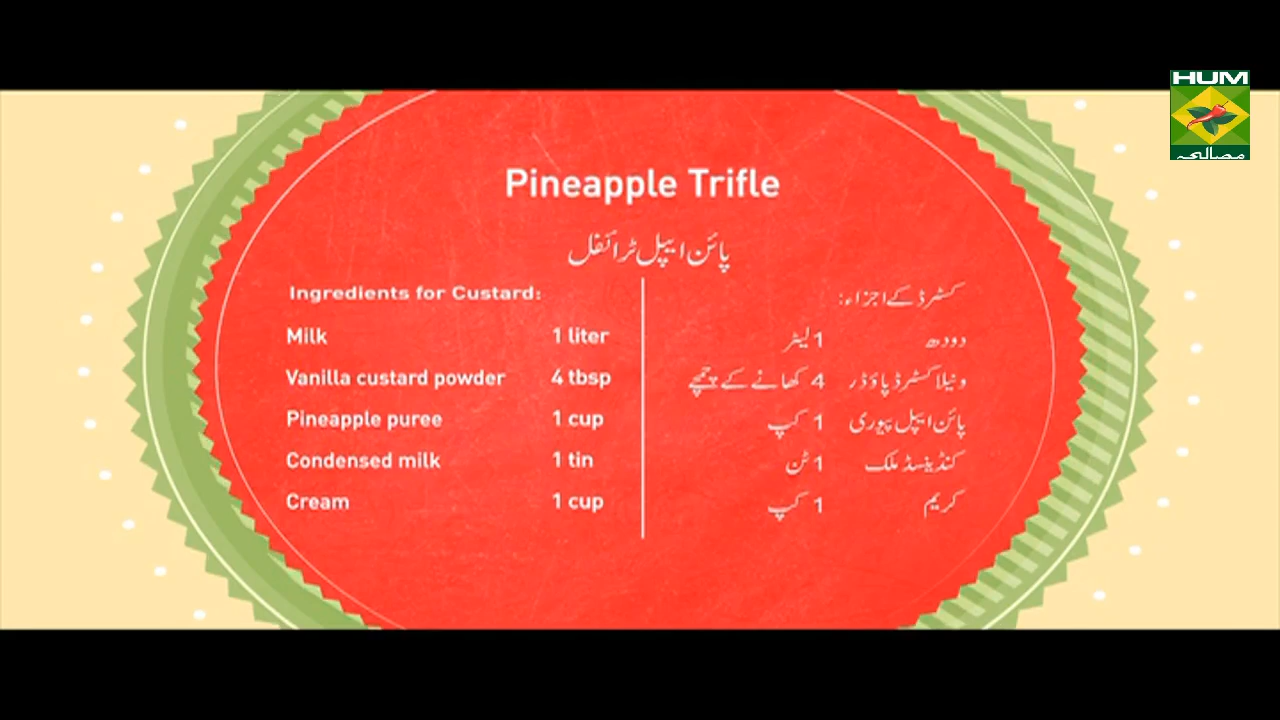 HUM
مصالحہ
Pineapple Trifle
پائن ایپل ٹرائفل
Ingredients for Custard:
Milk 1 liter
Vanilla custard powder 4 tbsp
Pineapple puree 1 cup
Condensed milk 1 tin
Cream 1 cup
کسٹرڈ کے اجزاء:
دودھ 1 لیٹر
ونیلا کسٹرڈ پاؤڈر 4 کھانے کے چمچے
پائن ایپل پیوری 1 کپ
کنڈینسڈ ملک 1 ٹن
کریم 1 کپ